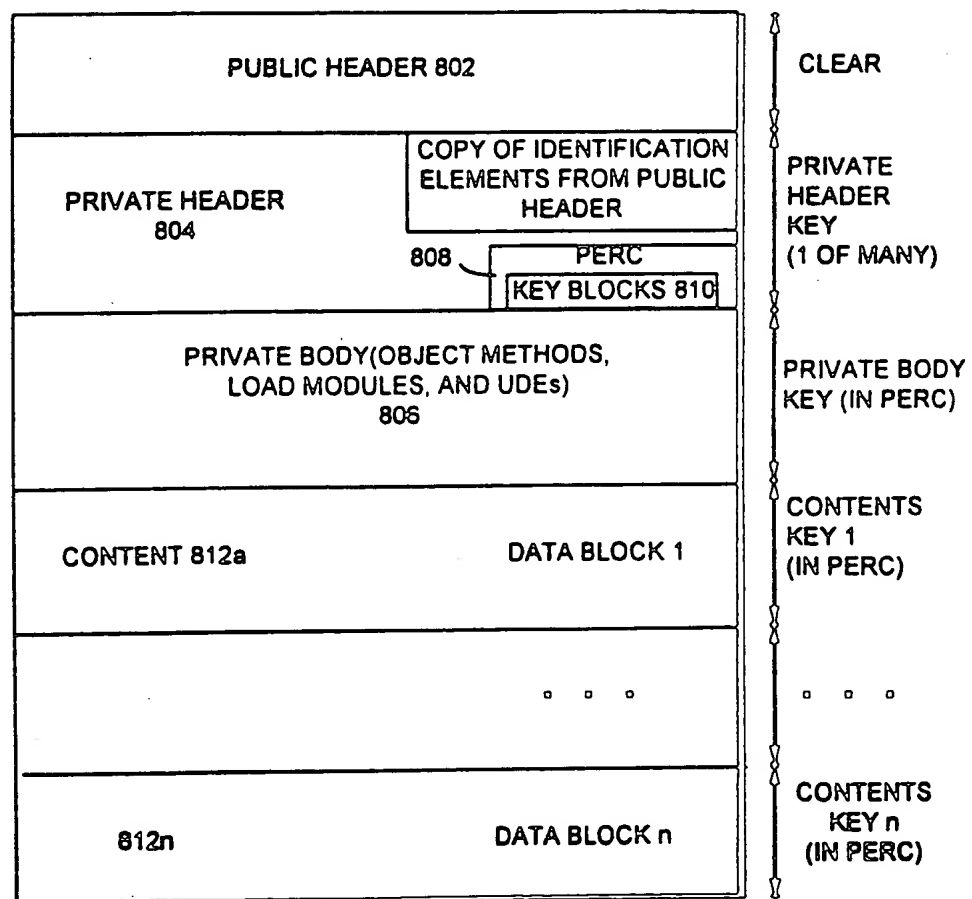 PUBLIC HEADER 802
CLEAR
COPY OF IDENTIFICATION
ELEMENTS FROM PUBLIC
HEADER
PRIVATE HEADER
804
PRIVATE
HEADER
KEY
(1 OF MANY)
808
PERC
KEY BLOCKS 810
PRIVATE BODY(OBJECT METHODS,
LOAD MODULES, AND UDEs)
806
PRIVATE BODY
KEY (IN PERC)
CONTENT 812a
DATA BLOCK 1
CONTENTS
KEY 1
(IN PERC)
812n
DATA BLOCK n
CONTENTS
KEY n
(IN PERC)